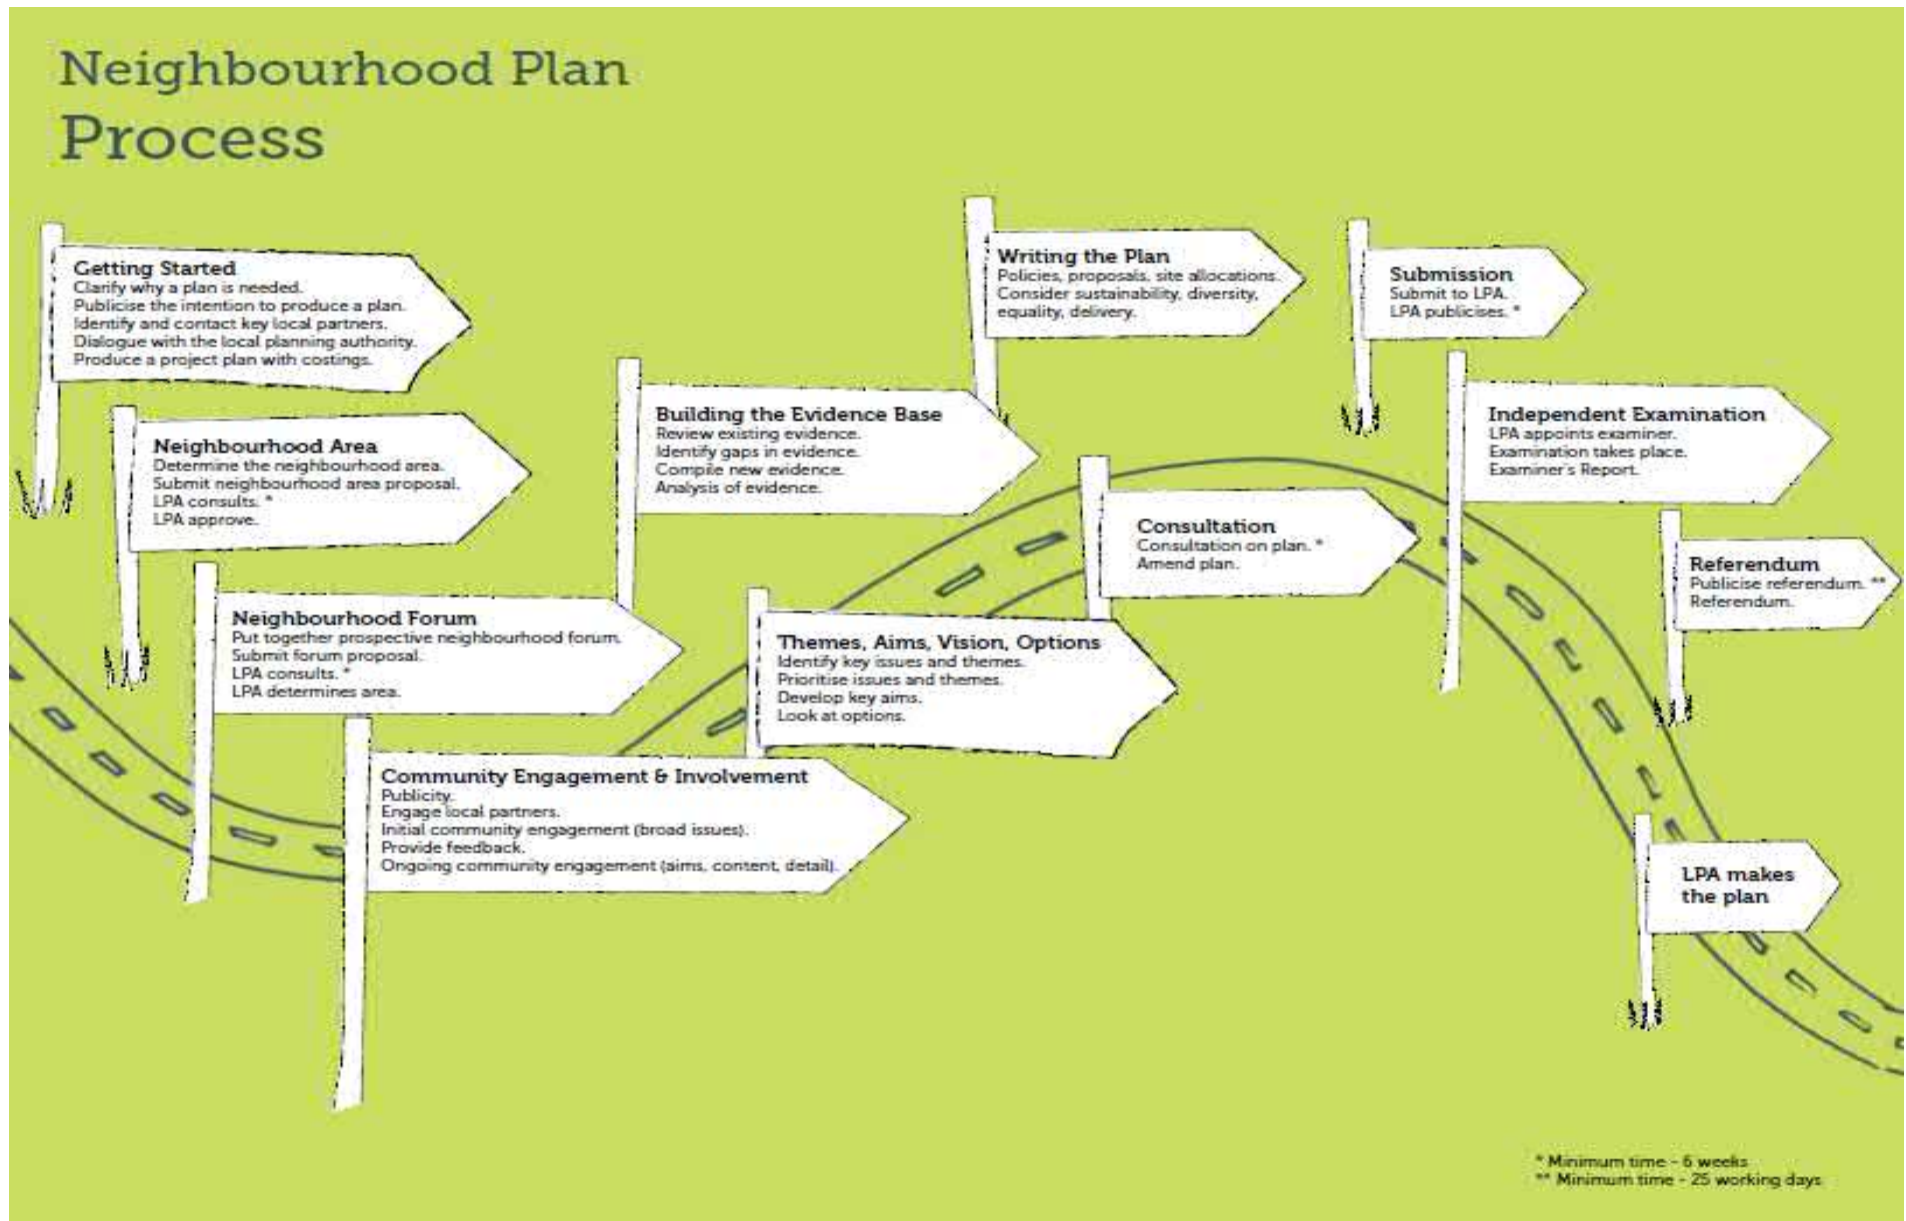 Neighbourhood Plan
Process
Getting Started
Clarify why a plan is needed.
Publicise the intention to produce a plan.
Identify and contact key local partners.
Dialogue with the local planning authority.
Produce a project plan with costings.
Neighbourhood Area
Determine the neighbourhood area.
Submit neighbourhood area proposal.
LPA consults. *
LPA approve.
Neighbourhood Forum
Put together prospective neighbourhood forum.
Submit forum proposal.
LPA consults. *
LPA determines area.
Community Engagement & Involvement
Publicity.
Engage local partners.
Initial community engagement (broad issues).
Provide feedback.
Ongoing community engagement (aims, content, detail).
Building the Evidence Base
Review existing evidence.
Identify gaps in evidence.
Compile new evidence.
Analysis of evidence.
Themes, Aims, Vision, Options
Identify key issues and themes.
Prioritise issues and themes.
Develop key aims.
Look at options.
Writing the Plan
Policies, proposals, site allocations.
Consider sustainability, diversity,
equality, delivery.
Consultation
Consultation on plan. *
Amend plan.
Submission
Submit to LPA.
LPA publicises. *
Independent Examination
LPA appoints examiner.
Examination takes place.
Examiner's Report.
Referendum
Publicise referendum. **
Referendum.
LPA makes
the plan
* Minimum time - 6 weeks
** Minimum time - 25 working days